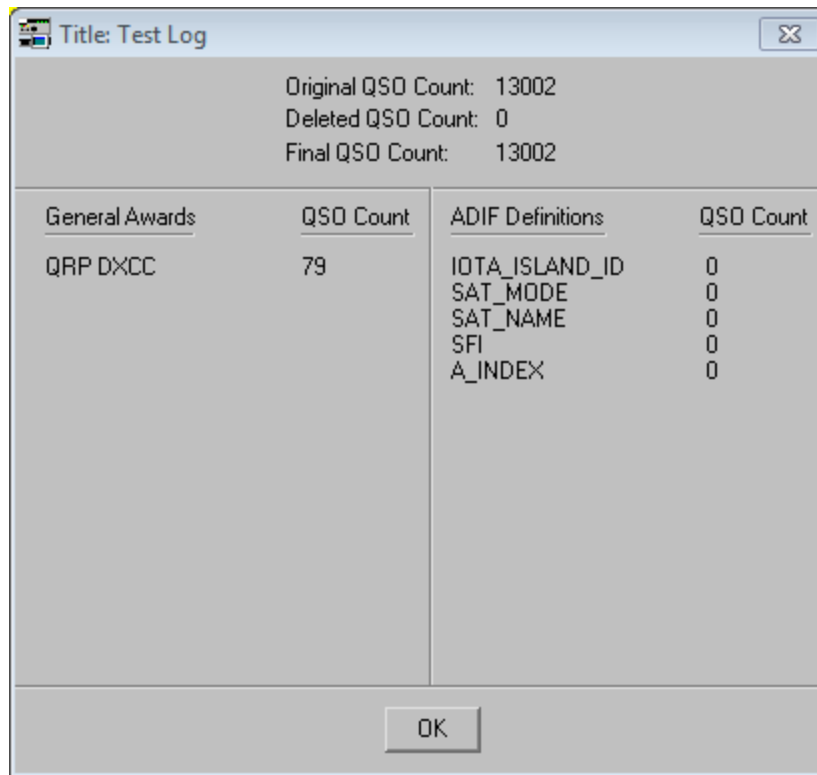 Title: Test Log
Original QSO Count: 13002
Deleted QSO Count: 0
Final QSO Count: 13002
General Awards QSO Count
QRP DXCC 79
ADIF Definitions QSO Count
IOTA_ISLAND_ID 0
SAT_MODE 0
SAT_NAME 0
SFI 0
A_INDEX 0
OK